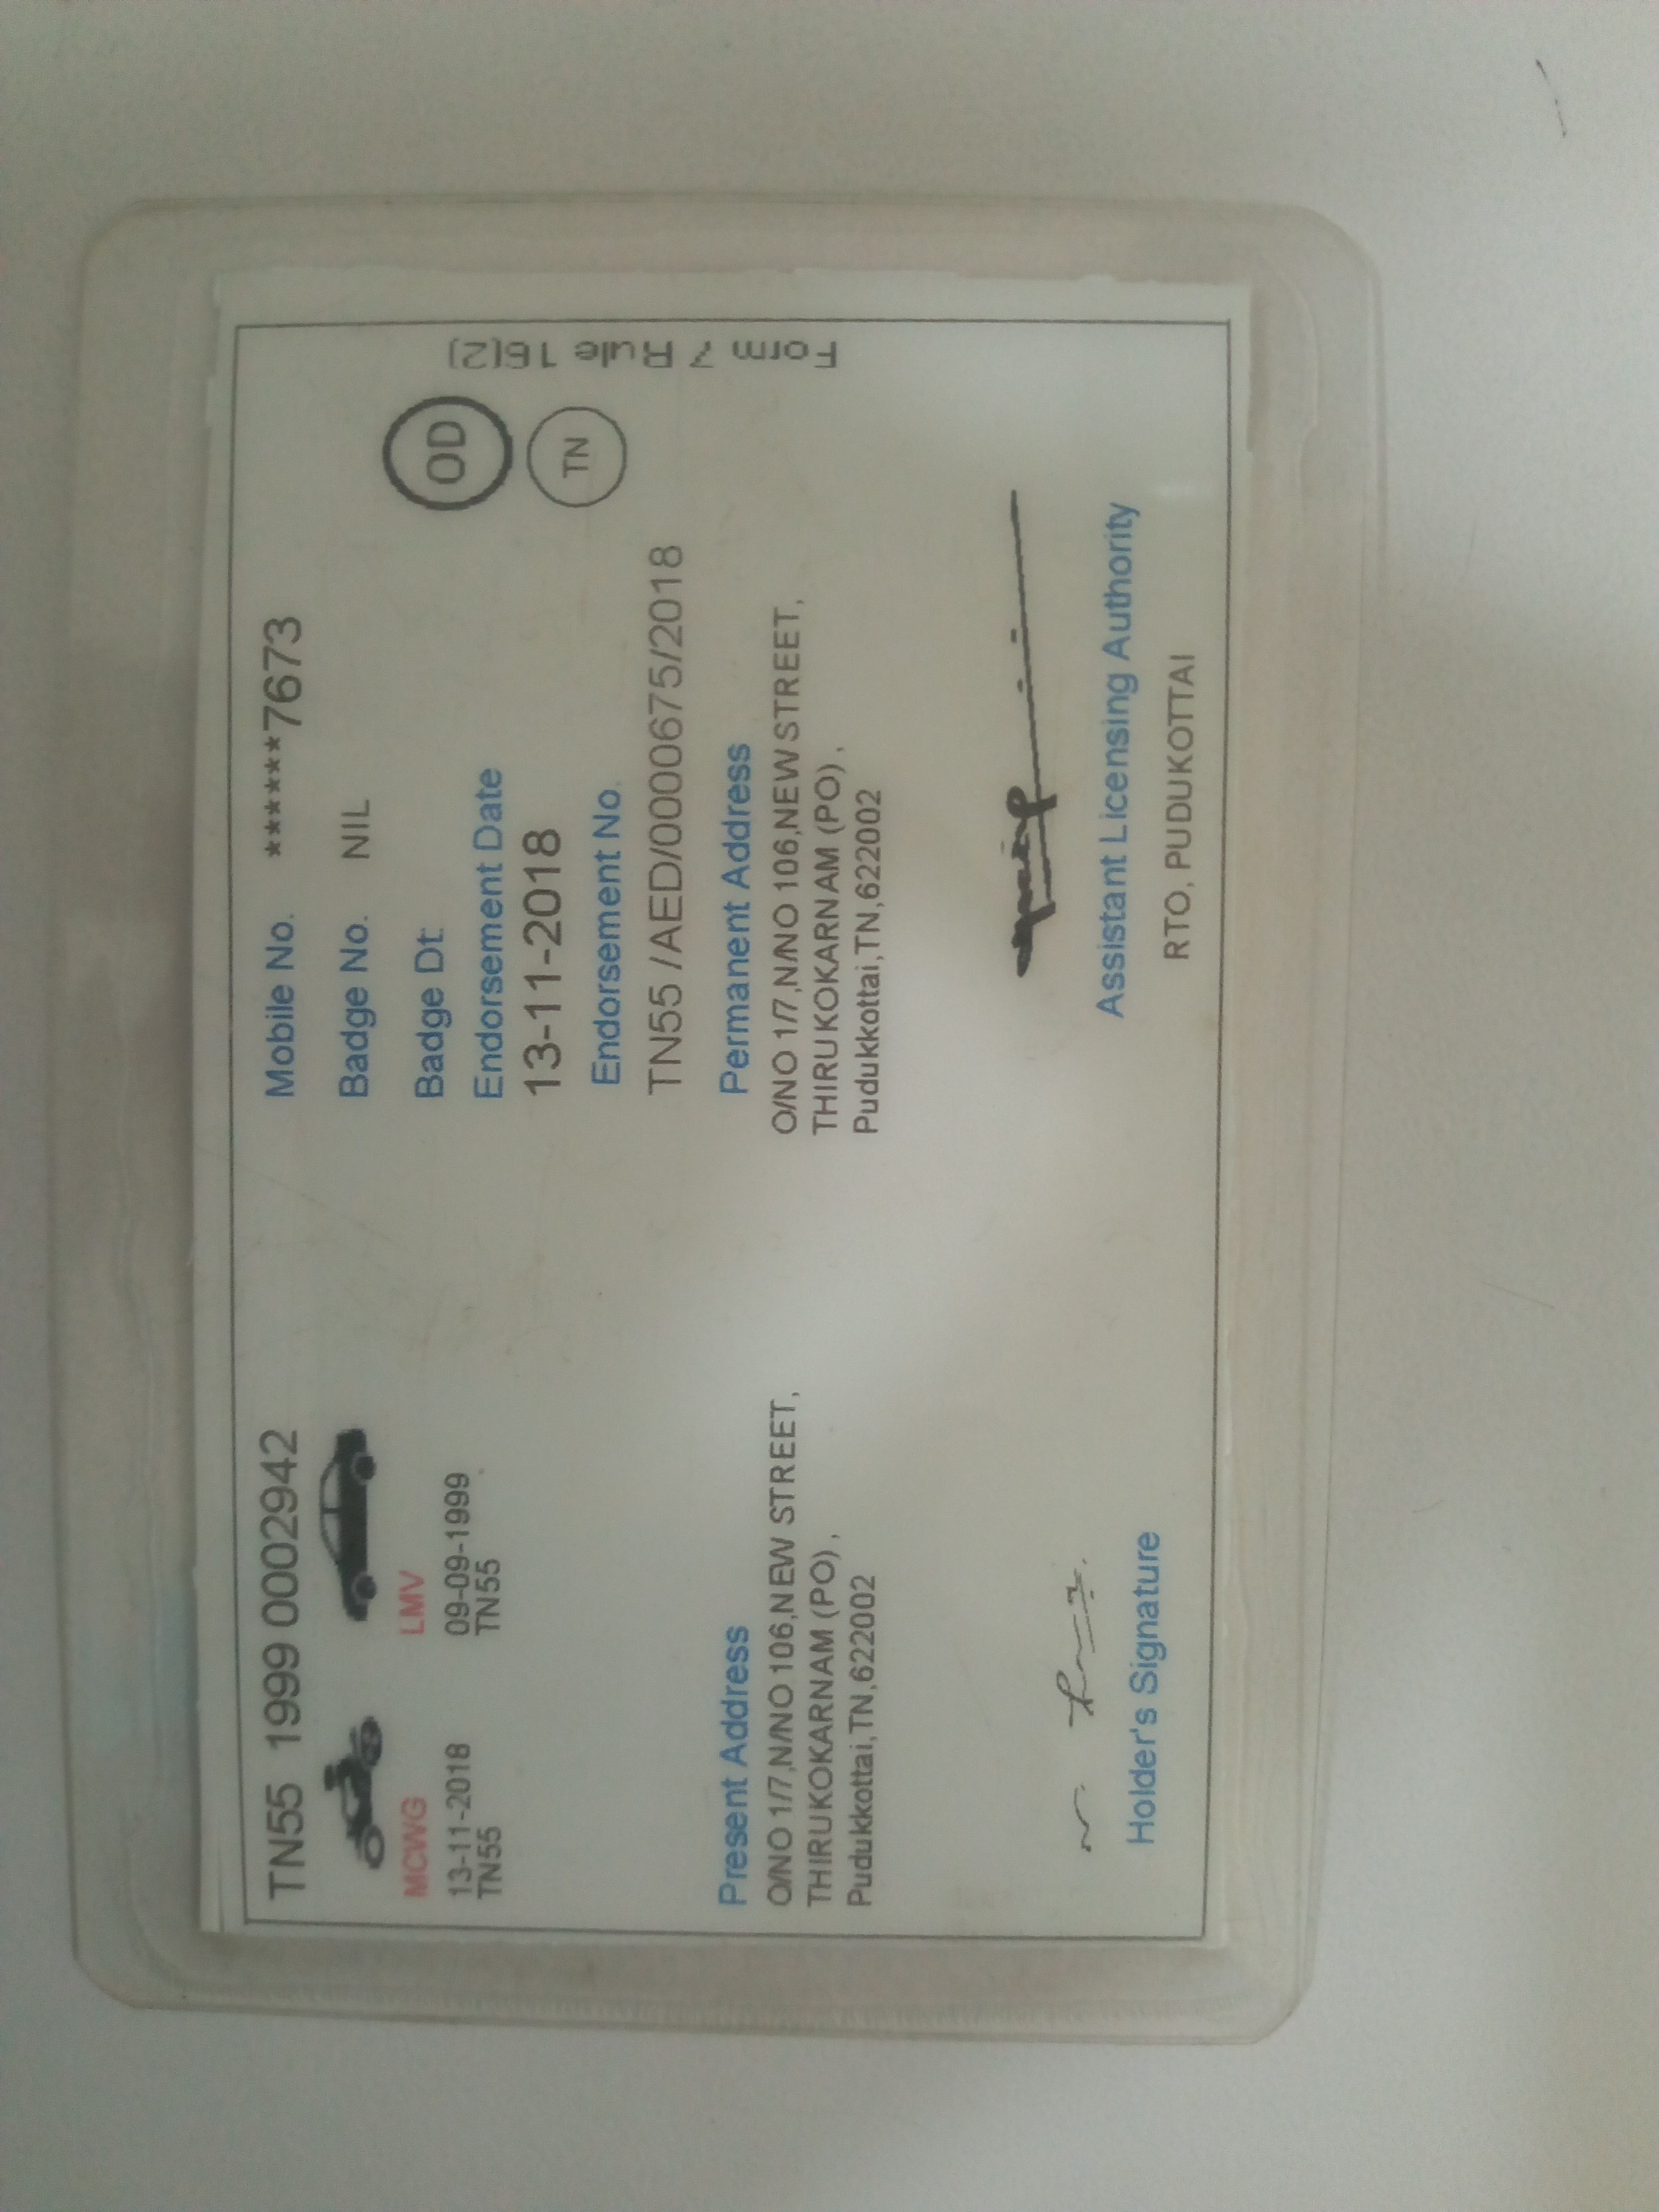 TN55 1999 0002942
MCWG
13-11-2018
TN55
LMV
09-09-1999
TN55
Mobile No. ******7673
Badge No. NIL
Badge Dt:
Endorsement Date
13-11-2018
Endorsement No.
TN55 /AED/0000675/2018
OD
TN
Form 7 Rule 16(2)
Present Address
O/NO 1/7,N/NO 106,NEW STREET,
THIRUKOKARNAM (PO) ,
Pudukkottai,TN,622002
Permanent Address
O/NO 1/7,N/NO 106,NEW STREET,
THIRUKOKARNAM (PO) ,
Pudukkottai,TN,622002
Holder's Signature
Assistant Licensing Authority
RTO, PUDUKOTTAI